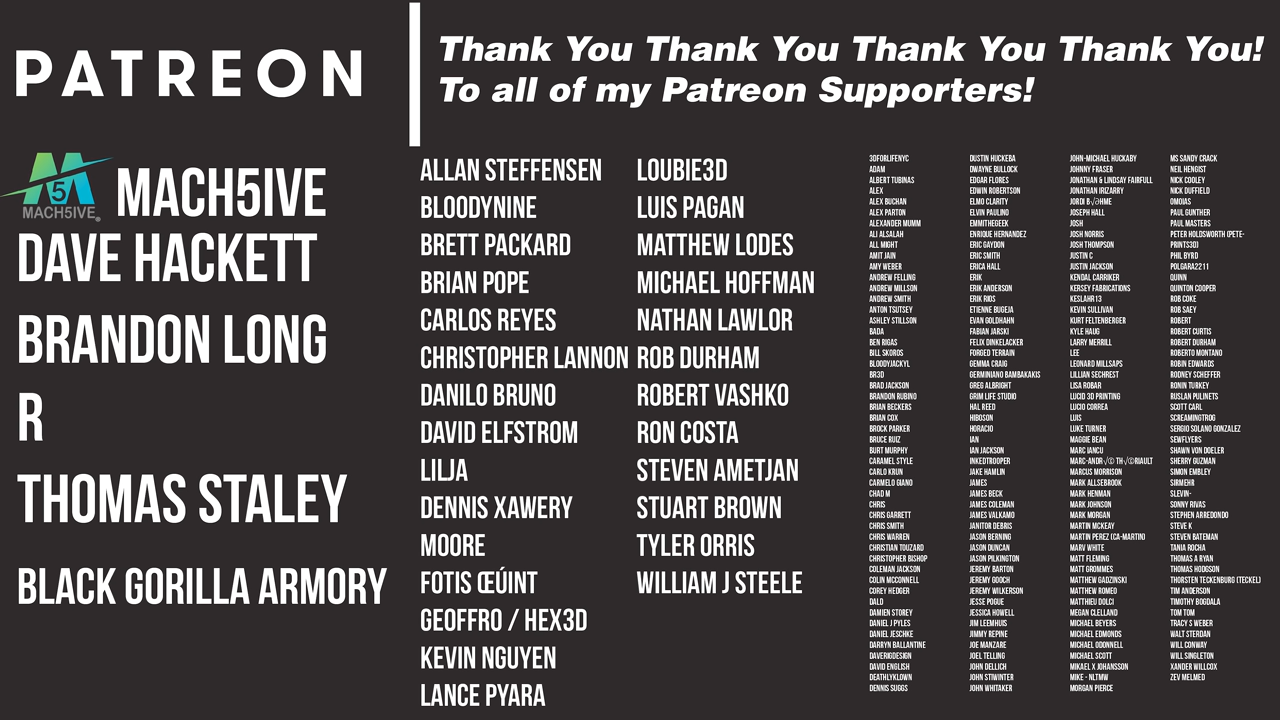 PATREON
Thank You Thank You Thank You Thank You!
To all of my Patreon Supporters!
M5
MACH5IVE
MACH5IVE
DAVE HACKETT
BRANDON LONG
R
THOMAS STALEY
BLACK GORILLA ARMORY
ALLAN STEFFENSEN
BLOODYNINE
BRETT PACKARD
BRIAN POPE
CARLOS REYES
CHRISTOPHER LANNON
DANILO BRUNO
DAVID ELFSTROM
LILJA
DENNIS XAWERY
MOORE
FOTIS ŒÚINT
GEOFFRO / HEX3D
KEVIN NGUYEN
LANCE PYARA
LOUBIE3D
LUIS PAGAN
MATTHEW LODES
MICHAEL HOFFMAN
NATHAN LAWLOR
ROB DURHAM
ROBERT VASHKO
RON COSTA
STEVEN AMETJAN
STUART BROWN
TYLER ORRIS
WILLIAM J STEELE
3DFORLIFENYC
ADAM
ALBERT TUBINAS
ALEX
ALEX BUCHAN
ALEX PARTON
ALEXANDER MUMM
ALI ALSALAH
ALL MIGHT
AMIT JAIN
AMY WEBER
ANDREW FELLING
ANDREW MILLSON
ANDREW SMITH
ANTON TSUTSEY
ASHLEY STILLSON
BADA
BEN RIGAS
BILL SKOROS
BLOODYJACKYL
BR3D
BRAD JACKSON
BRANDON RUBINO
BRIAN BECKERS
BRIAN COX
BROCK PARKER
BRUCE RUIZ
BURT MURPHY
CARAMEL STYLE
CARLO KRUN
CARMELO GIANO
CHAD M
CHRIS
CHRIS GARRETT
CHRIS SMITH
CHRIS WARREN
CHRISTIAN TOUZARD
CHRISTOPHER BISHOP
COLEMAN JACKSON
COLIN MCCONNELL
COREY HEDGER
DALD
DAMIEN STOREY
DANIEL J PYLES
DANIEL JESCHKE
DARRYN BALLANTINE
DAVERIGDESIGN
DAVID ENGLISH
DEATHLYKLOWN
DENNIS SUGGS
DUSTIN HUCKEBA
DWAYNE BULLOCK
EDGAR FLORES
EDWIN ROBERTSON
ELMO CLARITY
ELVIN PAULINO
EMMITHEGEEK
ENRIQUE HERNANDEZ
ERIC GAYDON
ERIC SMITH
ERICA HALL
ERIK
ERIK ANDERSON
ERIK RIOS
ETIENNE BUGEJA
EVAN GOLDHAHN
FABIAN JARSKI
FELIX DINKELACKER
FORGED TERRAIN
GEMMA CRAIG
GERMINIANO BAMBAKAKIS
GREG ALBRIGHT
GRIM LIFE STUDIO
HAL REED
HIBOSON
HORACIO
IAN
IAN JACKSON
INKEDTROOPER
JAKE HAMLIN
JAMES
JAMES BECK
JAMES COLEMAN
JAMES VALKAMO
JANITOR DEBRIS
JASON BERNING
JASON DUNCAN
JASON PILKINGTON
JEREMY BARTON
JEREMY GOOCH
JEREMY WILKERSON
JESSE POGUE
JESSICA HOWELL
JIM LEEMHUIS
JIMMY REPINE
JOE MANZARE
JOEL TELLING
JOHN DELLICH
JOHN STIWINTER
JOHN WHITAKER
JOHN-MICHAEL HUCKABY
JOHNNY FRASER
JONATHAN & LINDSAY FAIRFULL
JONATHAN IRIZARRY
JORDI B√∂HME
JOSEPH HALL
JOSH
JOSH NORRIS
JOSH THOMPSON
JUSTIN C
JUSTIN JACKSON
KENDAL CARRIKER
KERSEY FABRICATIONS
KESLAHR13
KEVIN SULLIVAN
KURT FELTENBERGER
KYLE HAUG
LARRY MERRILL
LEE
LEONARD MILLSAPS
LILLIAN SECHREST
LISA ROBAR
LUCID 3D PRINTING
LUCIO CORREA
LUIS
LUKE TURNER
MAGGIE BEAN
MARC IANCU
MARC-ANDR√© TH√©RIAULT
MARCUS MORRISON
MARK ALLSEBROOK
MARK HENMAN
MARK JOHNSON
MARK MORGAN
MARTIN MCKEAY
MARTIN PEREZ (CA-MARTIN)
MARV WHITE
MATT FLEMING
MATT GROMMES
MATTHEW GADZINSKI
MATTHEW ROMEO
MATTHIEU DOLCI
MEGAN CLELLAND
MICHAEL BEYERS
MICHAEL EDMONDS
MICHAEL ODONNELL
MICHAEL SCOTT
MIKAEL X JOHANSSON
MIKE - NLTMW
MORGAN PIERCE
MS SANDY CRACK
NEIL HENGIST
NICK COOLEY
NICK DUFFIELD
OMOIAS
PAUL GUNTHER
PAUL MASTERS
PETER HOLDSWORTH (PETE-
PRINTS3D)
PHIL BYRD
POLGARA2211
QUINN
QUINTON COOPER
ROB COKE
ROB SAEY
ROBERT
ROBERT CURTIS
ROBERT DURHAM
ROBERTO MONTANO
ROBIN EDWARDS
RODNEY SCHEFFER
RONIN TURKEY
RUSLAN PULINETS
SCOTT CARL
SCREAMINGTROG
SERGIO SOLANO GONZALEZ
SEWFLYERS
SHAWN VON DOELER
SHERRY GUZMAN
SIMON EMBLEY
SIRMEHR
SLEVIN-
SONNY RIVAS
STEPHEN ARREDONDO
STEVE K
STEVEN BATEMAN
TANIA ROCHA
THOMAS A RYAN
THOMAS HODGSON
THORSTEN TECKENBURG (TECKEL)
TIM ANDERSON
TIMOTHY BOGDALA
TOM TOM
TRACY S WEBER
WALT STERDAN
WILL CONWAY
WILL SINGLETON
XANDER WILLCOX
ZEV MELMED